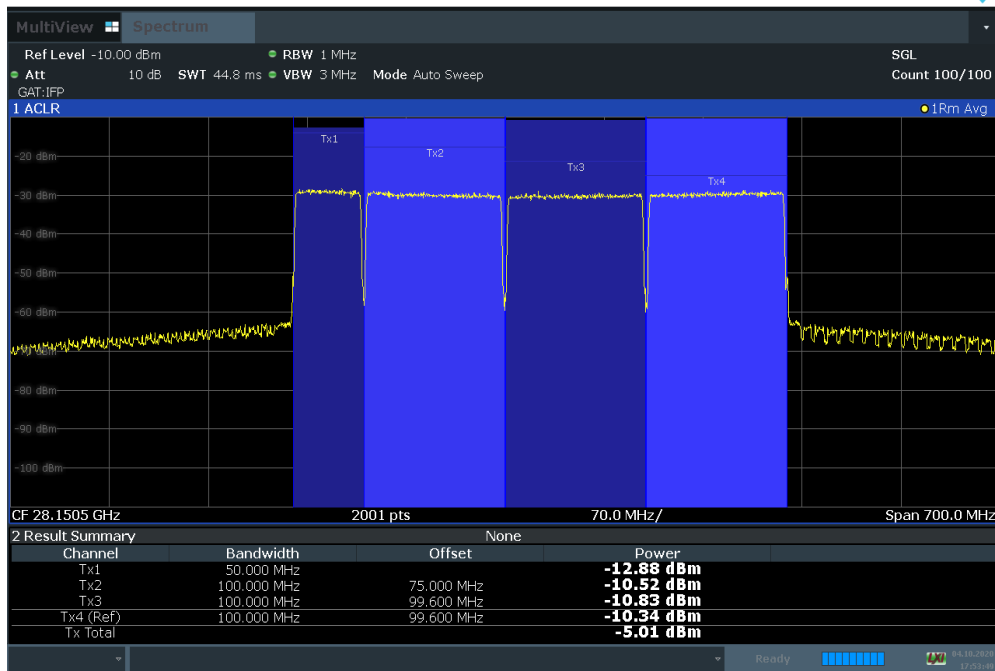 MultiView Spectrum
Ref Level -10.00 dBm RBW 1 MHz SGL
Att 10 dB SWT 44.8 ms VBW 3 MHz Mode Auto Sweep Count 100/100
GAT:IFP
1 ACLR 1Rm Avg
Tx1
Tx2
Tx3
Tx4
-20 dBm
-30 dBm
-40 dBm
-50 dBm
-60 dBm
-80 dBm
-90 dBm
-100 dBm
CF 28.1505 GHz 2001 pts 70.0 MHz/ Span 700.0 MHz
2 Result Summary None
Channel Bandwidth Offset Power
Tx1 50.000 MHz -12.88 dBm
Tx2 100.000 MHz 75.000 MHz -10.52 dBm
Tx3 100.000 MHz 99.600 MHz -10.83 dBm
Tx4 (Ref) 100.000 MHz 99.600 MHz -10.34 dBm
Tx Total -5.01 dBm
Ready 04.10.2020